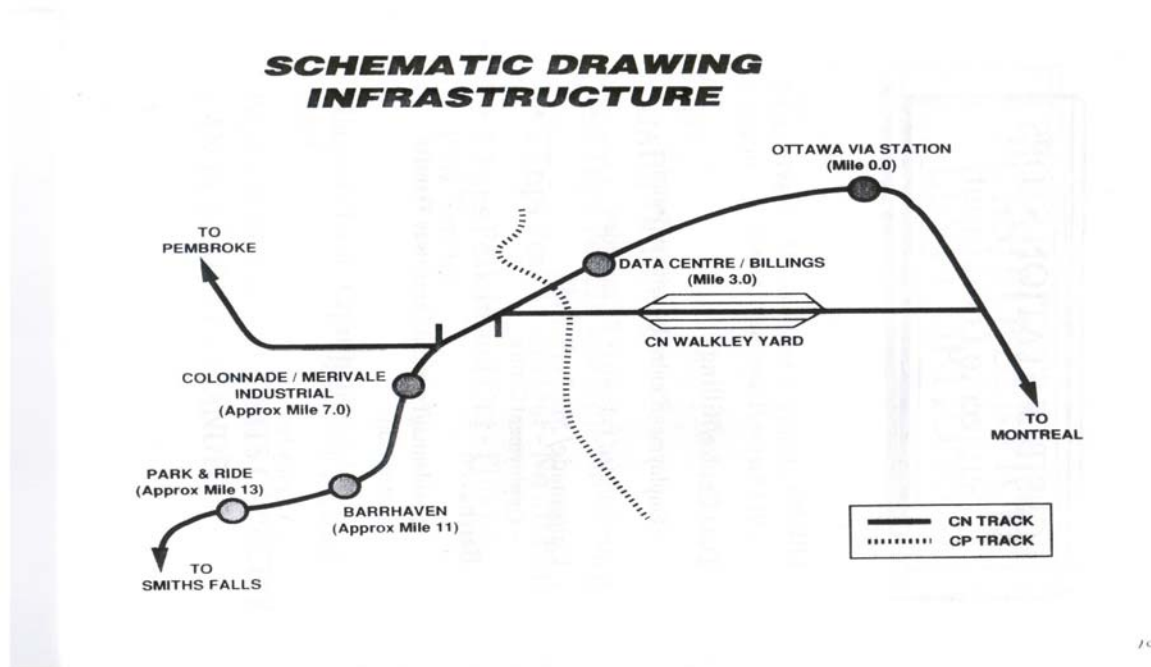 SCHEMATIC DRAWING
INFRASTRUCTURE
OTTAWA VIA STATION
(Mile 0.0)
TO
PEMBROKE
DATA CENTRE / BILLINGS
(Mile 3.0)
CN WALKLEY YARD
COLONNADE / MERIVALE
INDUSTRIAL
(Approx Mile 7.0)
TO
MONTREAL
PARK & RIDE
(Approx Mile 13)
BARRHAVEN
(Approx Mile 11)
TO
SMITHS FALLS
CN TRACK
CP TRACK